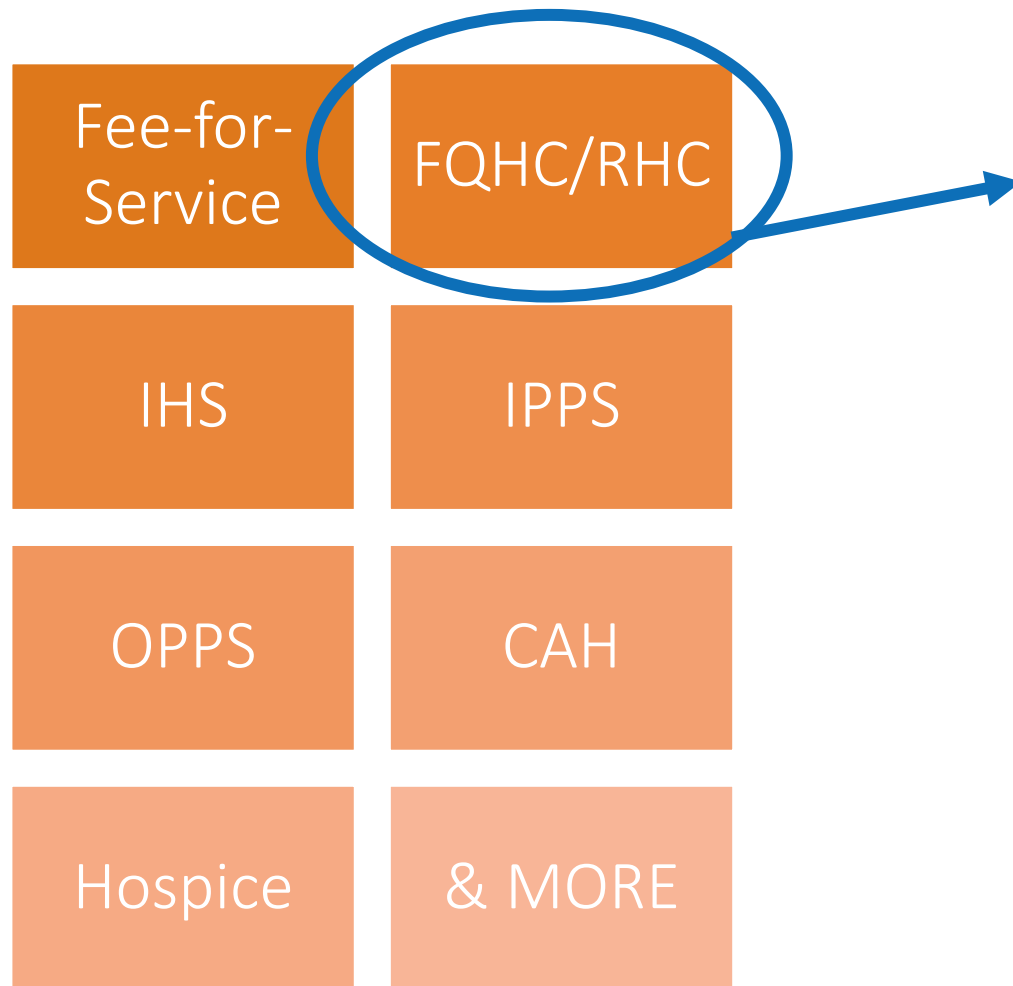 Fee-for-
Service
FQHC/RHC
IHS
IPPS
OPPS
CAH
Hospice
& MORE